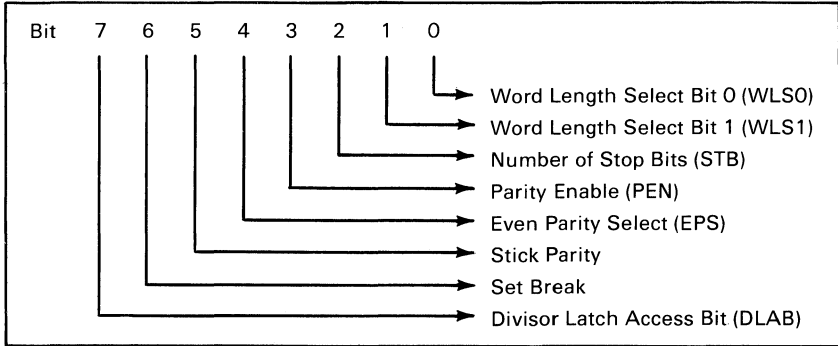 Bit 7 6 5 4 3 2 1 0
Word Length Select Bit 0 (WLS0)
Word Length Select Bit 1 (WLS1)
Number of Stop Bits (STB)
Parity Enable (PEN)
Even Parity Select (EPS)
Stick Parity
Set Break
Divisor Latch Access Bit (DLAB)